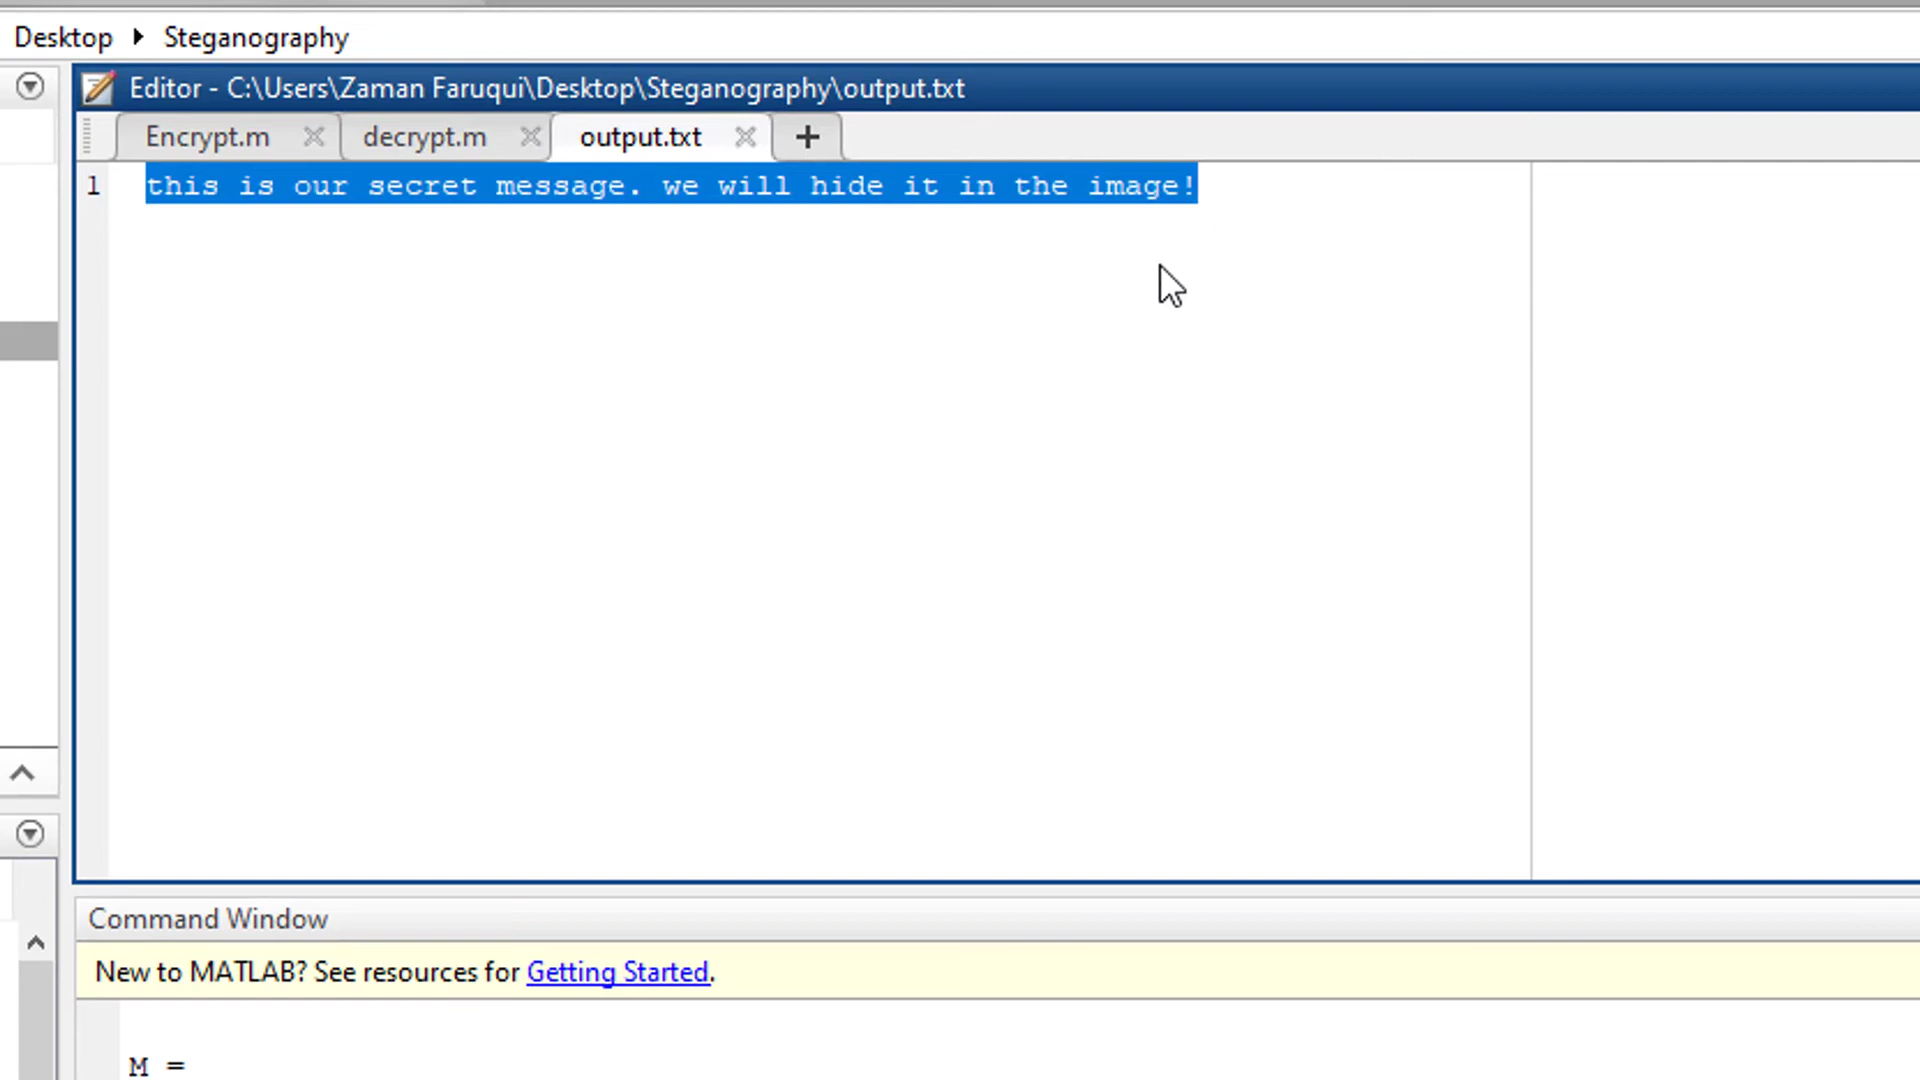 Desktop Steganography
Editor - C:\Users\Zaman Faruqui\Desktop\Steganography\output.txt
Encrypt.m decrypt.m output.txt +
1 this is our secret message. we will hide it in the image!
Command Window
New to MATLAB? See resources for Getting Started.
M =